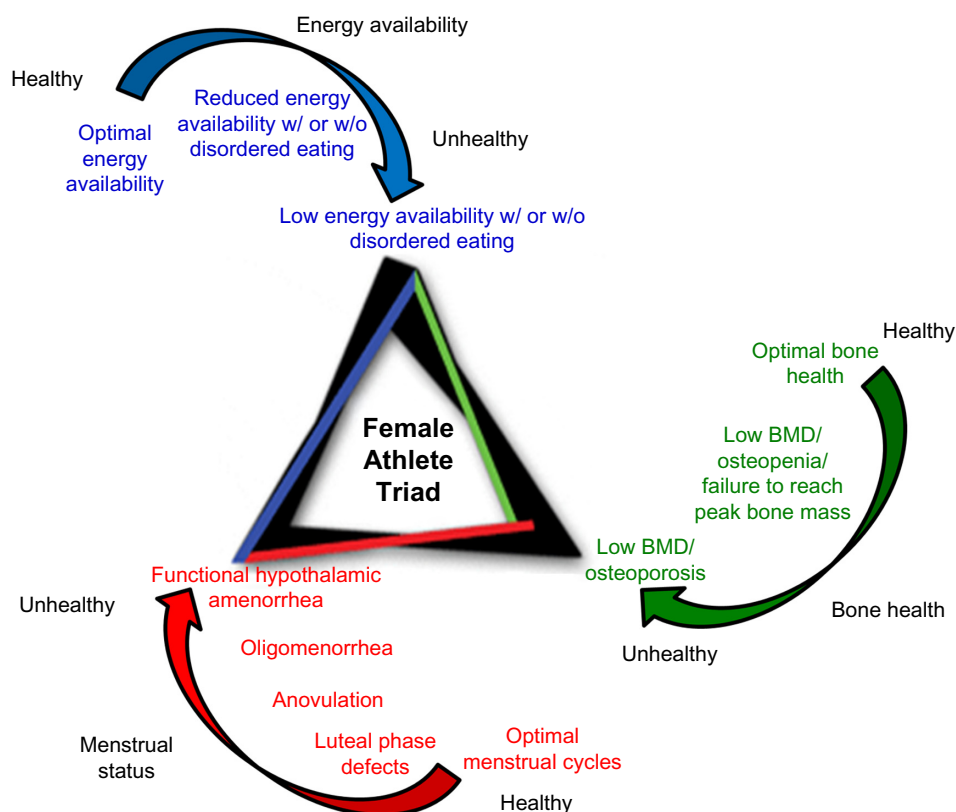 Energy availability
Healthy
Reduced energy
availability w/ or w/o
disordered eating
Optimal
energy
availability
Unhealthy
Low energy availability w/ or w/o
disordered eating
Female
Athlete
Triad
Healthy
Optimal bone
health
Low BMD/
osteopenia/
failure to reach
peak bone mass
Low BMD/
osteoporosis
Bone health
Unhealthy
Functional hypothalamic
amenorrhea
Unhealthy
Oligomenorrhea
Anovulation
Luteal phase
defects
Optimal
menstrual cycles
Menstrual
status
Healthy